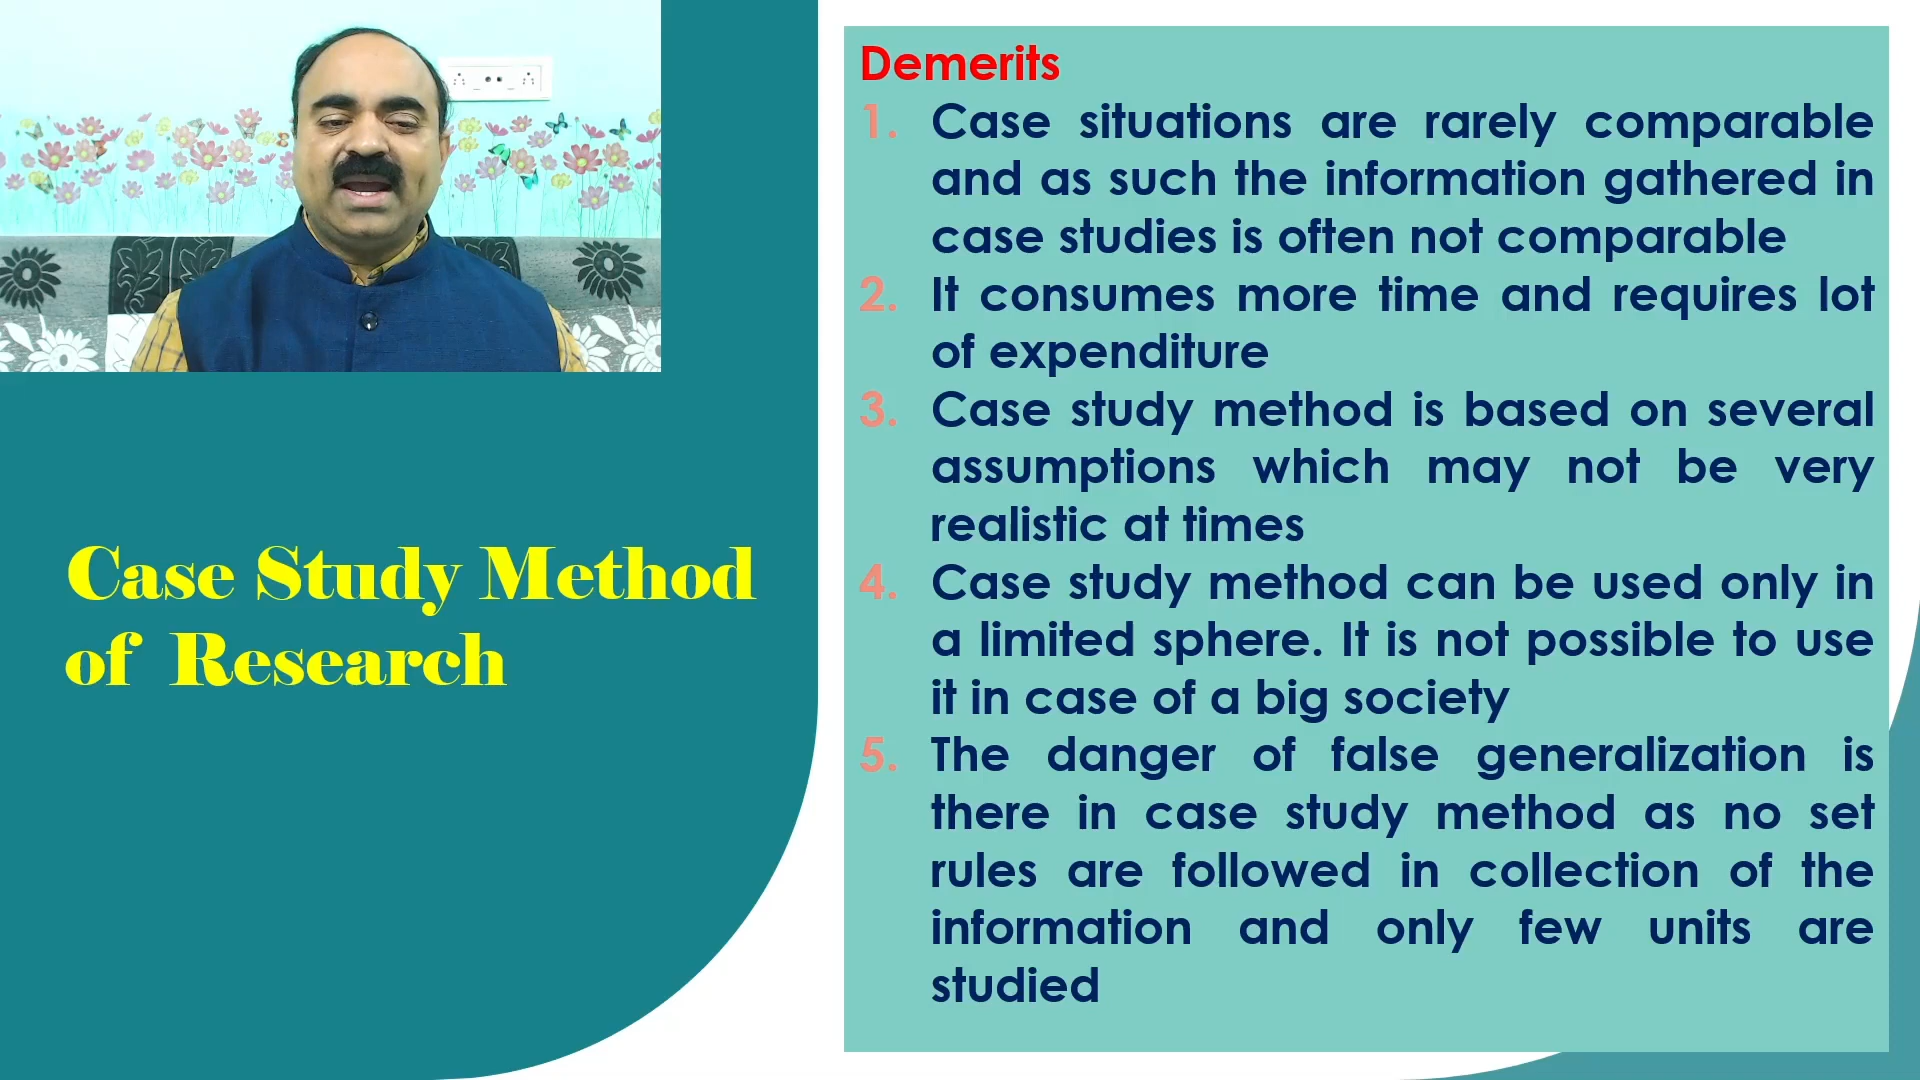 Case Study Method
of Research
Demerits
1. Case situations are rarely comparable
and as such the information gathered in
case studies is often not comparable
2. It consumes more time and requires lot
of expenditure
3. Case study method is based on several
assumptions which may not be very
realistic at times
4. Case study method can be used only in
a limited sphere. It is not possible to use
it in case of a big society
5. The danger of false generalization is
there in case study method as no set
rules are followed in collection of the
information and only few units are
studied